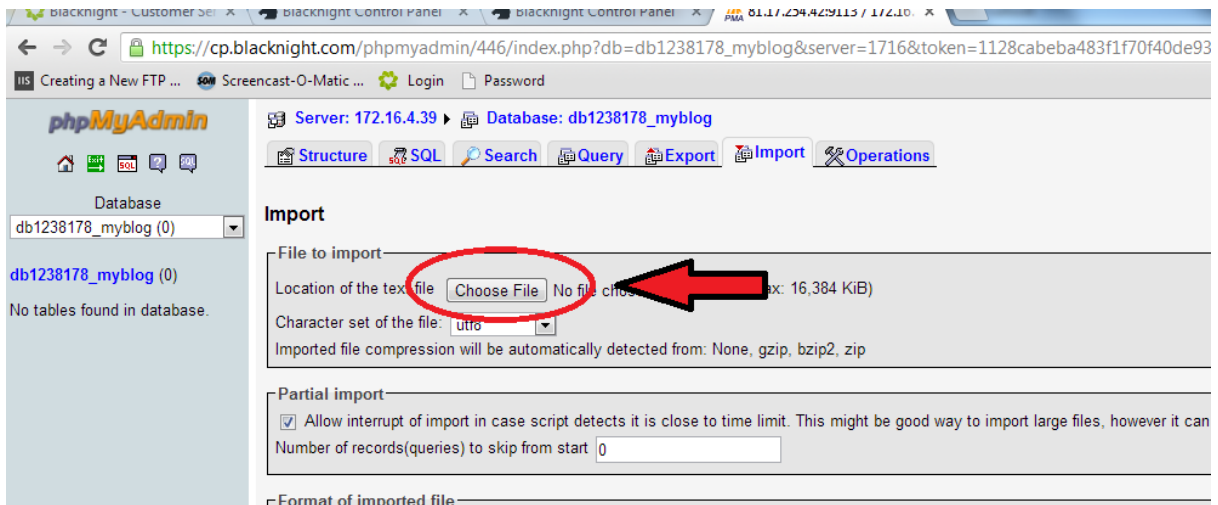 Blacknight - Customer Se
Blacknight Control Panel
Blacknight Control Panel
PMA 81.17.254.42:9113 / 172.16.
https://cp.blacknight.com/phpmyadmin/446/index.php?db=db1238178_myblog&server=1716&token=1128cabeba483f1f70f40de93
Creating a New FTP ... Screencast-O-Matic ... Login Password
phpMyAdmin
Server: 172.16.4.39 Database: db1238178_myblog
Structure SQL Search Query Export Import Operations
Database
db1238178_myblog (0)
db1238178_myblog (0)
No tables found in database.
Import
File to import
Location of the text file Choose File No file 16,384 KiB)
Character set of the file: utf8
Imported file compression will be automatically detected from: None, gzip, bzip2, zip
Partial import
Allow interrupt of import in case script detects it is close to time limit. This might be good way to import large files, however it can
Number of records(queries) to skip from start 0
Format of imported file